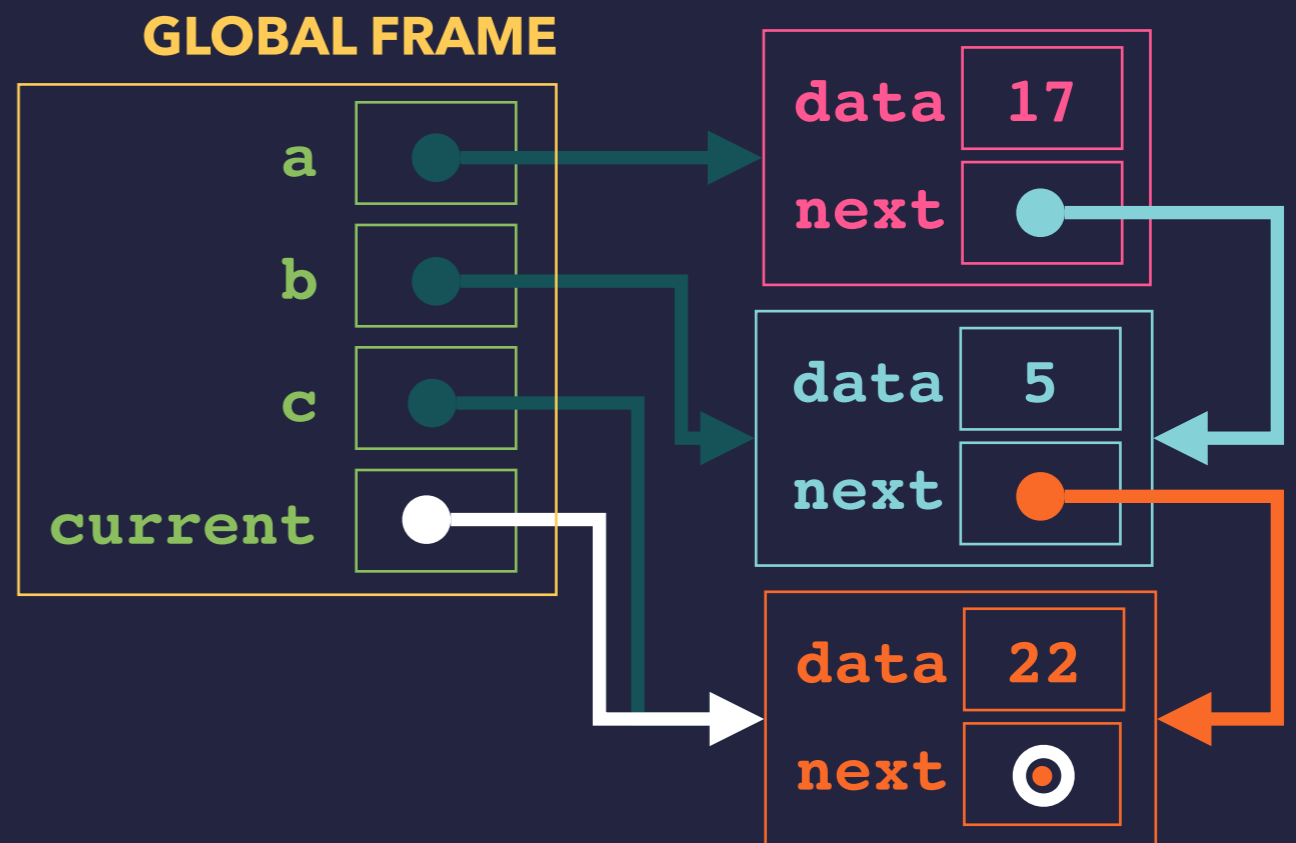 GLOBAL FRAME
a
b
c
current
data 17
next
data 5
next
data 22
next